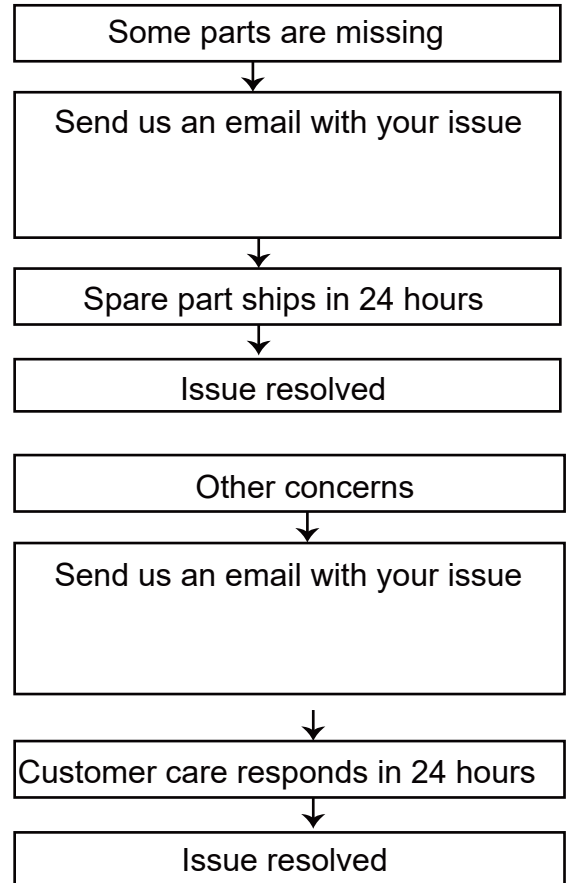 Some parts are missing
Send us an email with your issue
Spare part ships in 24 hours
Issue resolved
Other concerns
Send us an email with your issue
Customer care responds in 24 hours
Issue resolved